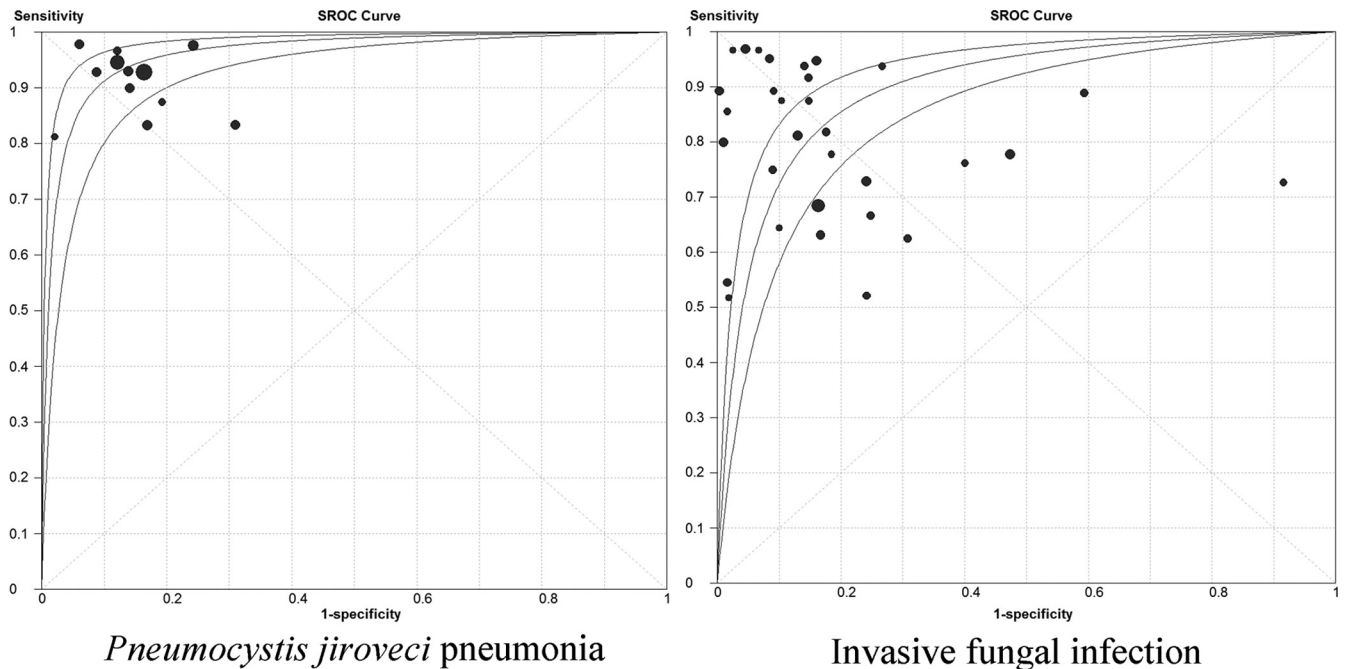 Sensitivity
SROC Curve
1
0.9
0.8
0.7
0.6
0.5
0.4
0.3
0.2
0.1
0
0 0.2 0.4 0.6 0.8 1
1-specificity
Pneumocystis jiroveci pneumonia
Sensitivity
SROC Curve
1
0.9
0.8
0.7
0.6
0.5
0.4
0.3
0.2
0.1
0
0 0.2 0.4 0.6 0.8 1
1-specificity
Invasive fungal infection